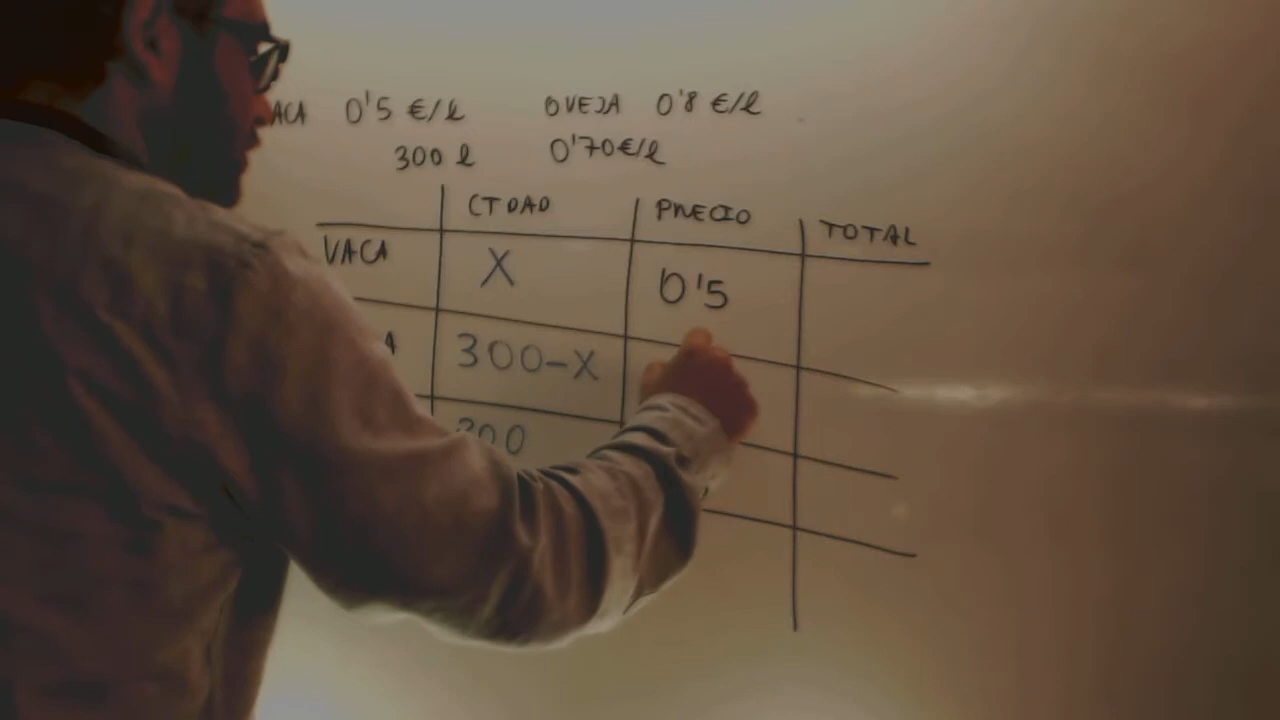 ACA 0'5 €/l OVEJA 0'8 €/l
300 l 0'70€/l
CTDAD PRECIO TOTAL
VACA X 0'5
A 300-X
300